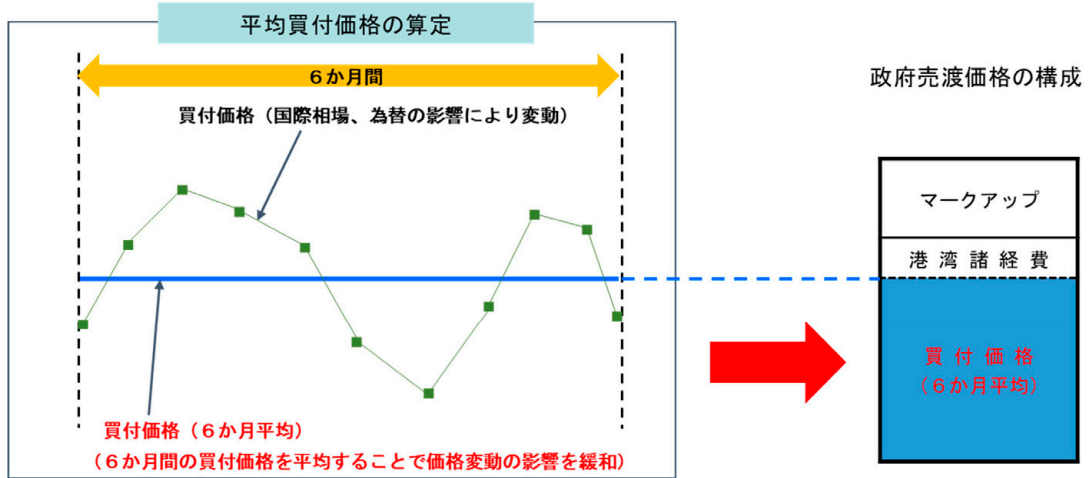 平均買付価格の算定
6か月間
買付価格（国際相場、為替の影響により変動）
買付価格（６か月平均）
（６か月間の買付価格を平均することで価格変動の影響を緩和）
政府売渡価格の構成
マークアップ
港湾諸経費
買付価格
（６か月平均）